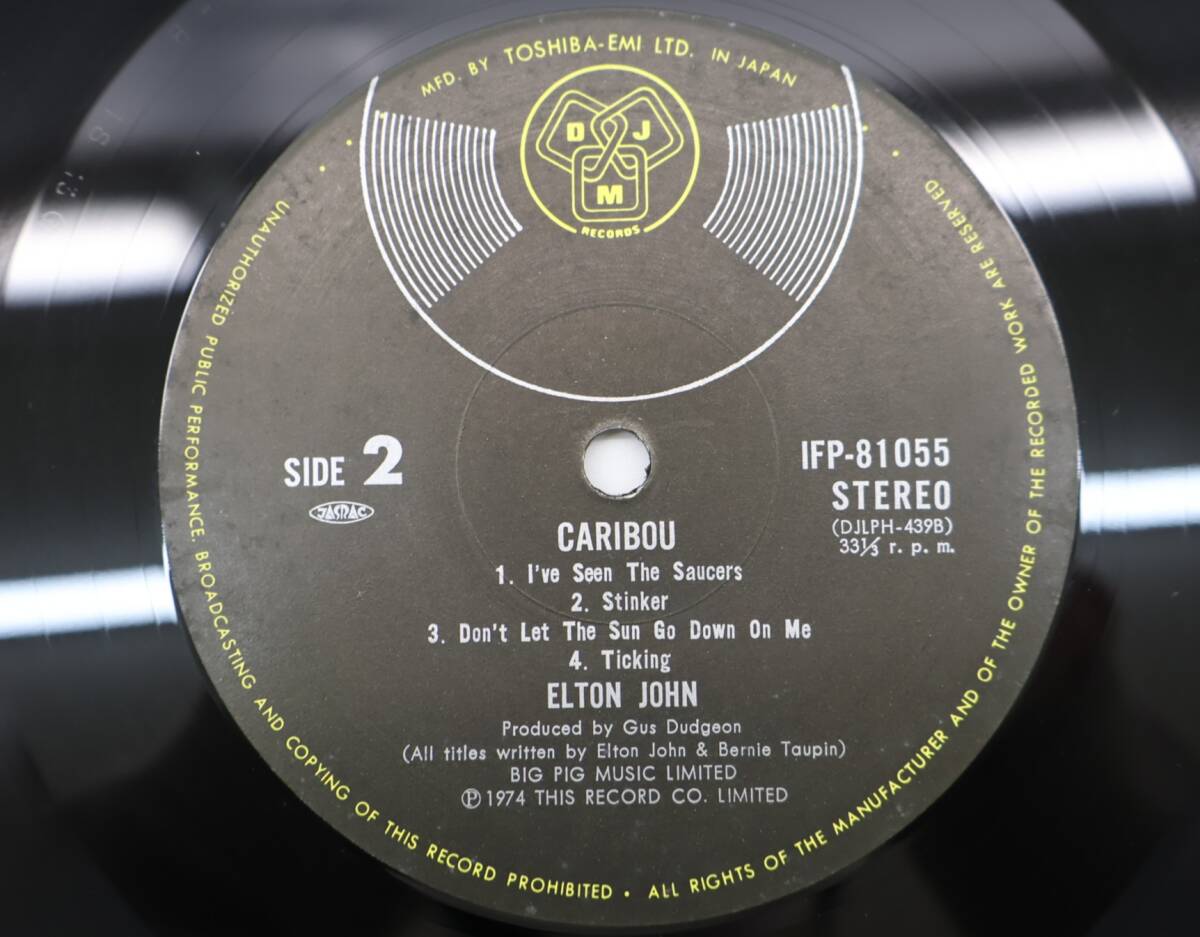 MFD. BY TOSHIBA-EMI LTD. IN JAPAN
D J
M
RECORDS
SIDE 2
JASRAC
IFP-81055
STEREO
(DJLPH-439B)
33⅓ r. p. m.
CARIBOU
1. I've Seen The Saucers
2. Stinker
3. Don't Let The Sun Go Down On Me
4. Ticking
ELTON JOHN
Produced by Gus Dudgeon
(All titles written by Elton John & Bernie Taupin)
BIG PIG MUSIC LIMITED
Ⓟ 1974 THIS RECORD CO. LIMITED
UNAUTHORIZED PUBLIC PERFORMANCE, BROADCASTING AND COPYING OF THIS RECORD PROHIBITED • ALL RIGHTS OF THE MANUFACTURER AND OF THE OWNER OF THE RECORDED WORK ARE RESERVED